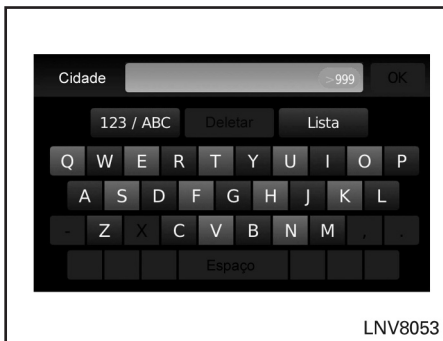 Cidade >999 OK
123 / ABC Deletar Lista
Q W E R T Y U I O P
A S D F G H J K L
- Z X C V B N M , .
Espaço
LNV8053